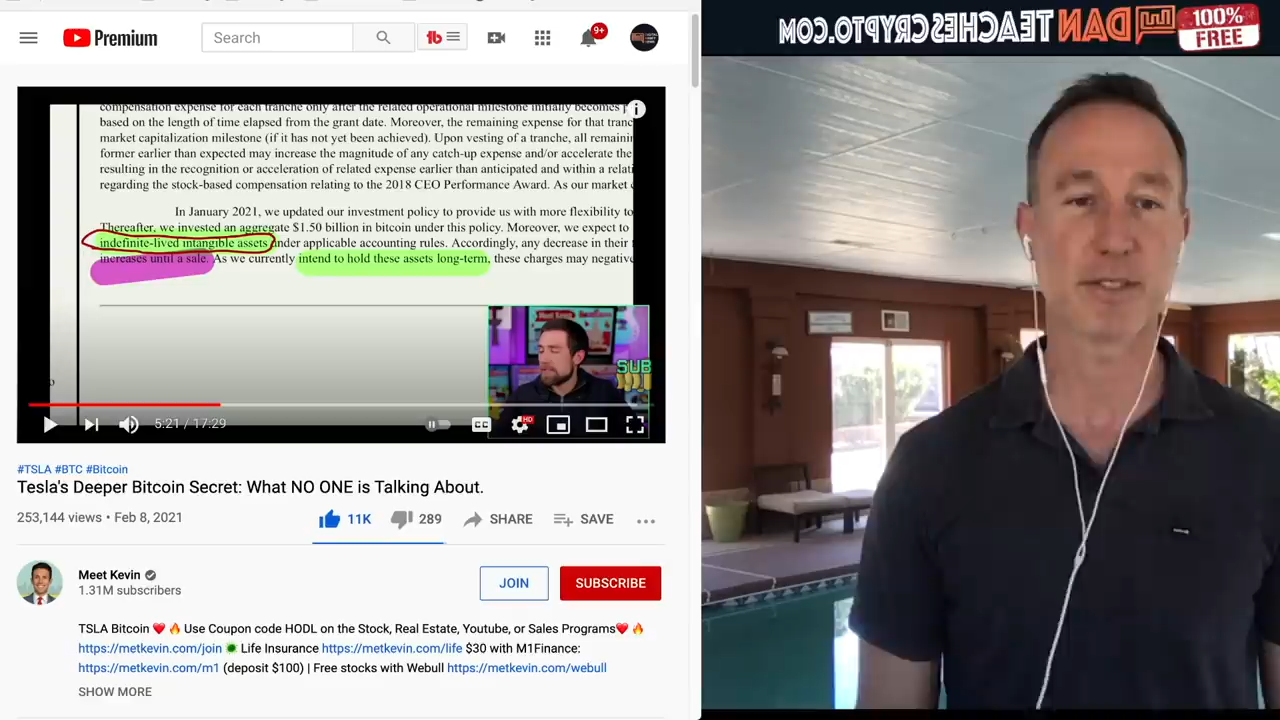 Premium
Search
tb
9+
compensation expense for each tranche only after the related operational milestone initially becomes
based on the length of time elapsed from the grant date. Moreover, the remaining expense for that tranc
market capitalization milestone (if it has not yet been achieved). Upon vesting of a tranche, all remainin
former earlier than expected may increase the magnitude of any catch-up expense and/or accelerate the
resulting in the recognition or acceleration of related expense earlier than anticipated and within a relati
regarding the stock-based compensation relating to the 2018 CEO Performance Award. As our market c
In January 2021, we updated our investment policy to provide us with more flexibility to
Thereafter, we invested an aggregate $1.50 billion in bitcoin under this policy. Moreover, we expect to
indefinite-lived intangible assets under applicable accounting rules. Accordingly, any decrease in their
increases until a sale. As we currently intend to hold these assets long-term, these charges may negative
SUB
5:21 / 17:29
CC
HD
#TSLA #BTC #Bitcoin
Tesla's Deeper Bitcoin Secret: What NO ONE is Talking About.
253,144 views • Feb 8, 2021
11K
289
SHARE
SAVE
Meet Kevin
1.31M subscribers
JOIN
SUBSCRIBE
TSLA Bitcoin ❤️ 🔥 Use Coupon code HODL on the Stock, Real Estate, Youtube, or Sales Programs❤️ 🔥
https://metkevin.com/join Life Insurance https://metkevin.com/life $30 with M1Finance:
https://metkevin.com/m1 (deposit $100) | Free stocks with Webull https://metkevin.com/webull
SHOW MORE
DAN TEACHESCRYPTO.COM
100%
FREE